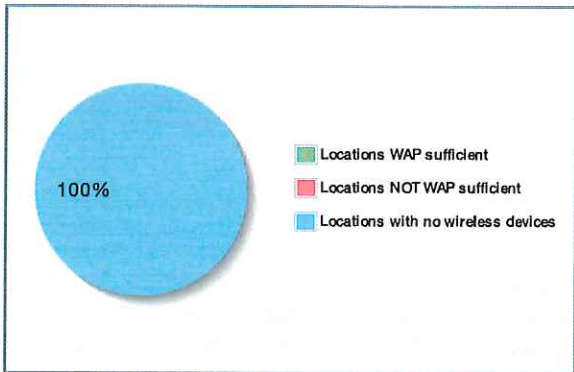 100%
Locations WAP sufficient
Locations NOT WAP sufficient
Locations with no wireless devices